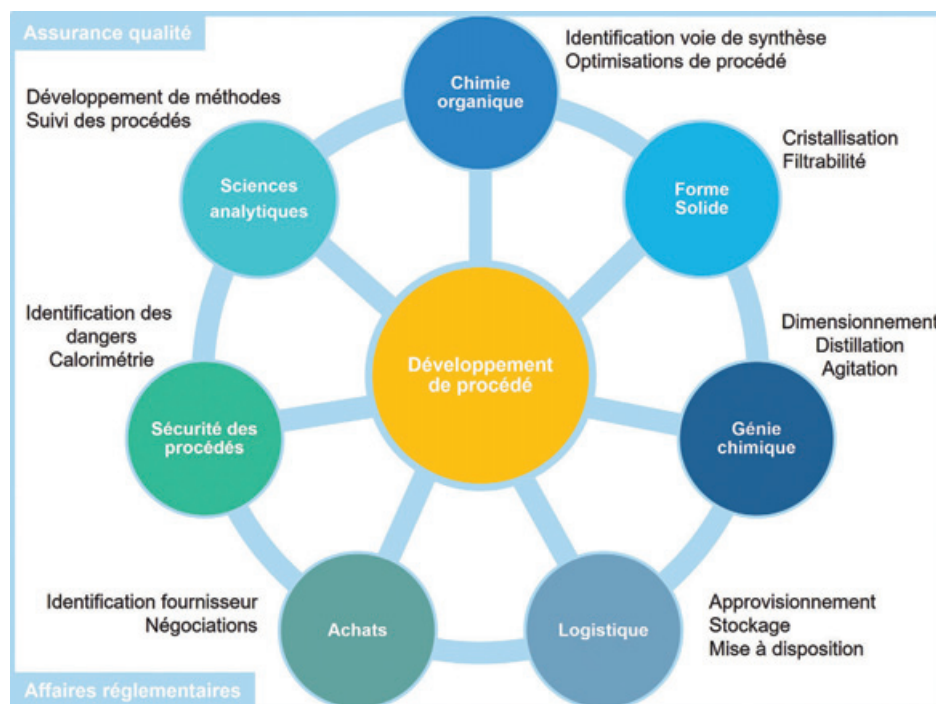 Assurance qualité
Identification voie de synthèse
Optimisations de procédé
Chimie
organique
Développement de méthodes
Suivi des procédés
Cristallisation
Filtrabilité
Sciences
analytiques
Forme
Solide
Identification des
dangers
Calorimétrie
Dimensionnement
Distillation
Agitation
Développement
de procédé
Sécurité des
procédés
Génie
chimique
Identification fournisseur
Négociations
Achats
Logistique
Approvisionnement
Stockage
Mise à disposition
Affaires réglementaires